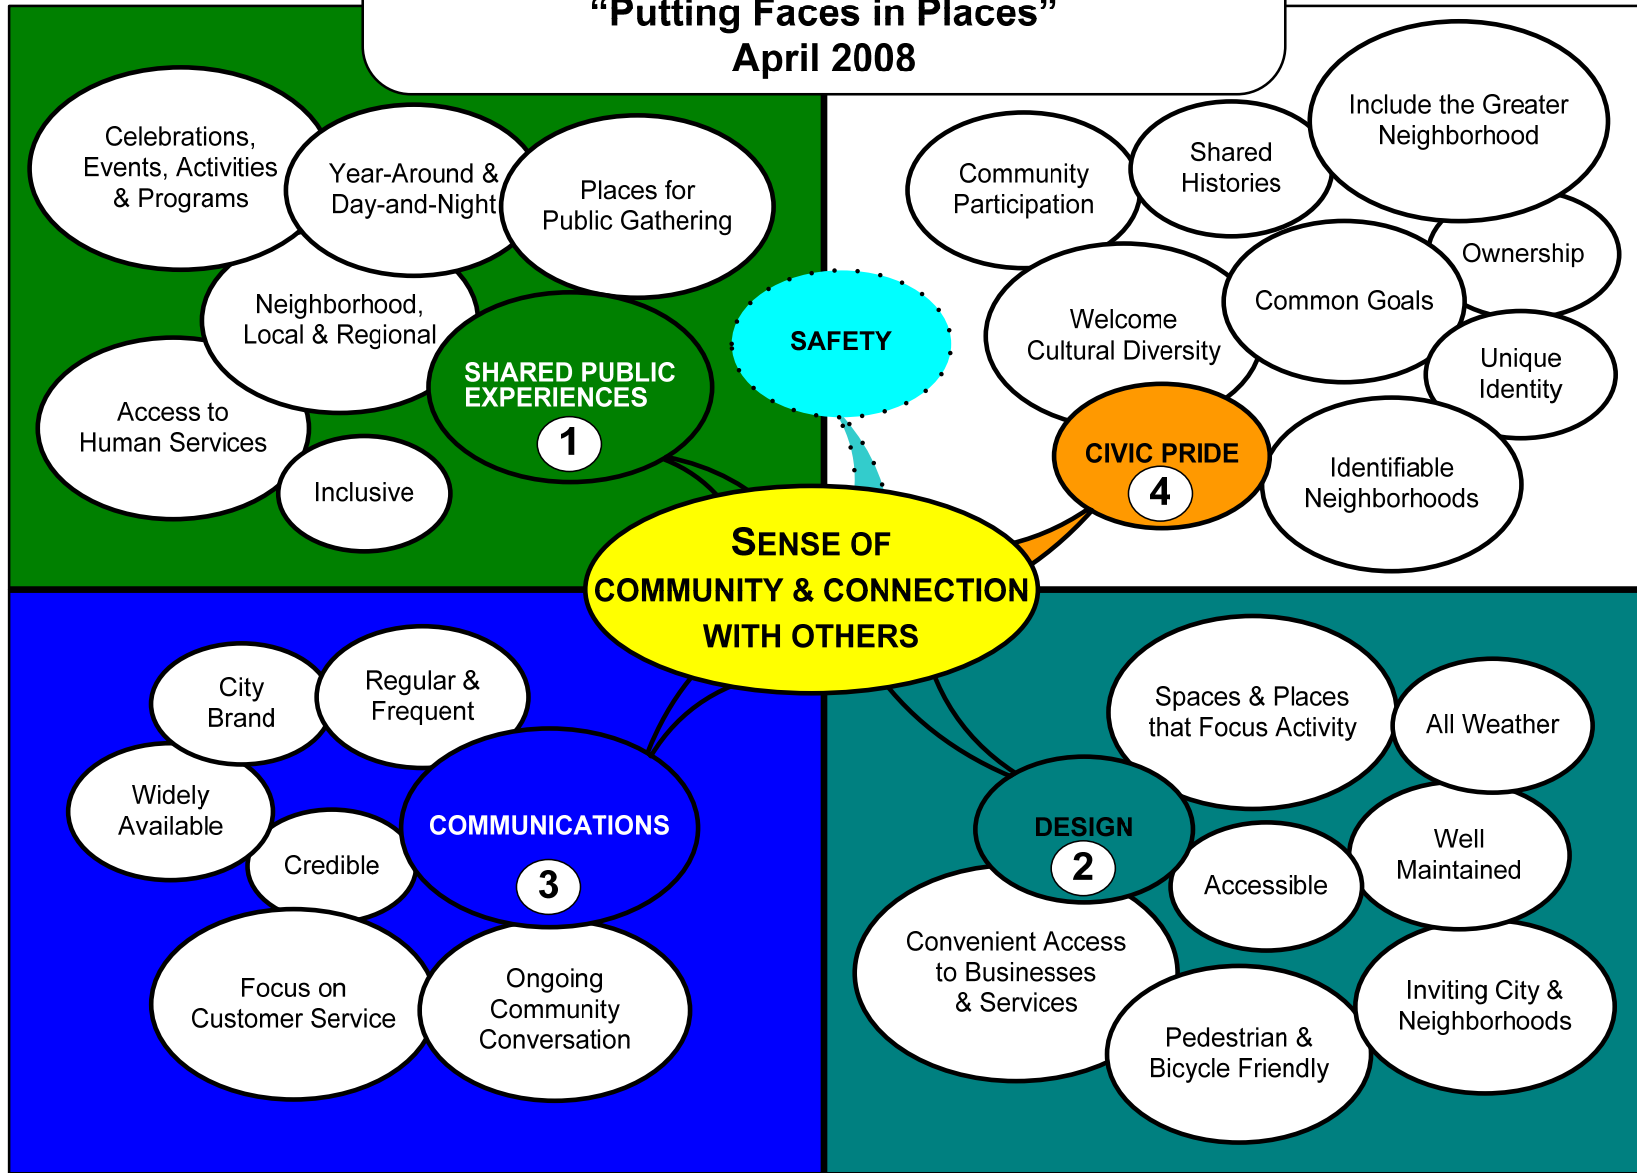 “Putting Faces in Places”
April 2008
Celebrations,
Events, Activities
& Programs
Year-Around &
Day-and-Night
Places for
Public Gathering
Neighborhood,
Local & Regional
Access to
Human Services
Inclusive
SHARED PUBLIC
EXPERIENCES
1
SAFETY
Community
Participation
Shared
Histories
Include the Greater
Neighborhood
Ownership
Common Goals
Welcome
Cultural Diversity
Unique
Identity
CIVIC PRIDE
4
Identifiable
Neighborhoods
SENSE OF
COMMUNITY & CONNECTION
WITH OTHERS
City
Brand
Regular &
Frequent
Widely
Available
Credible
COMMUNICATIONS
3
Focus on
Customer Service
Ongoing
Community
Conversation
Spaces & Places
that Focus Activity
All Weather
DESIGN
2
Accessible
Well
Maintained
Convenient Access
to Businesses
& Services
Pedestrian &
Bicycle Friendly
Inviting City &
Neighborhoods